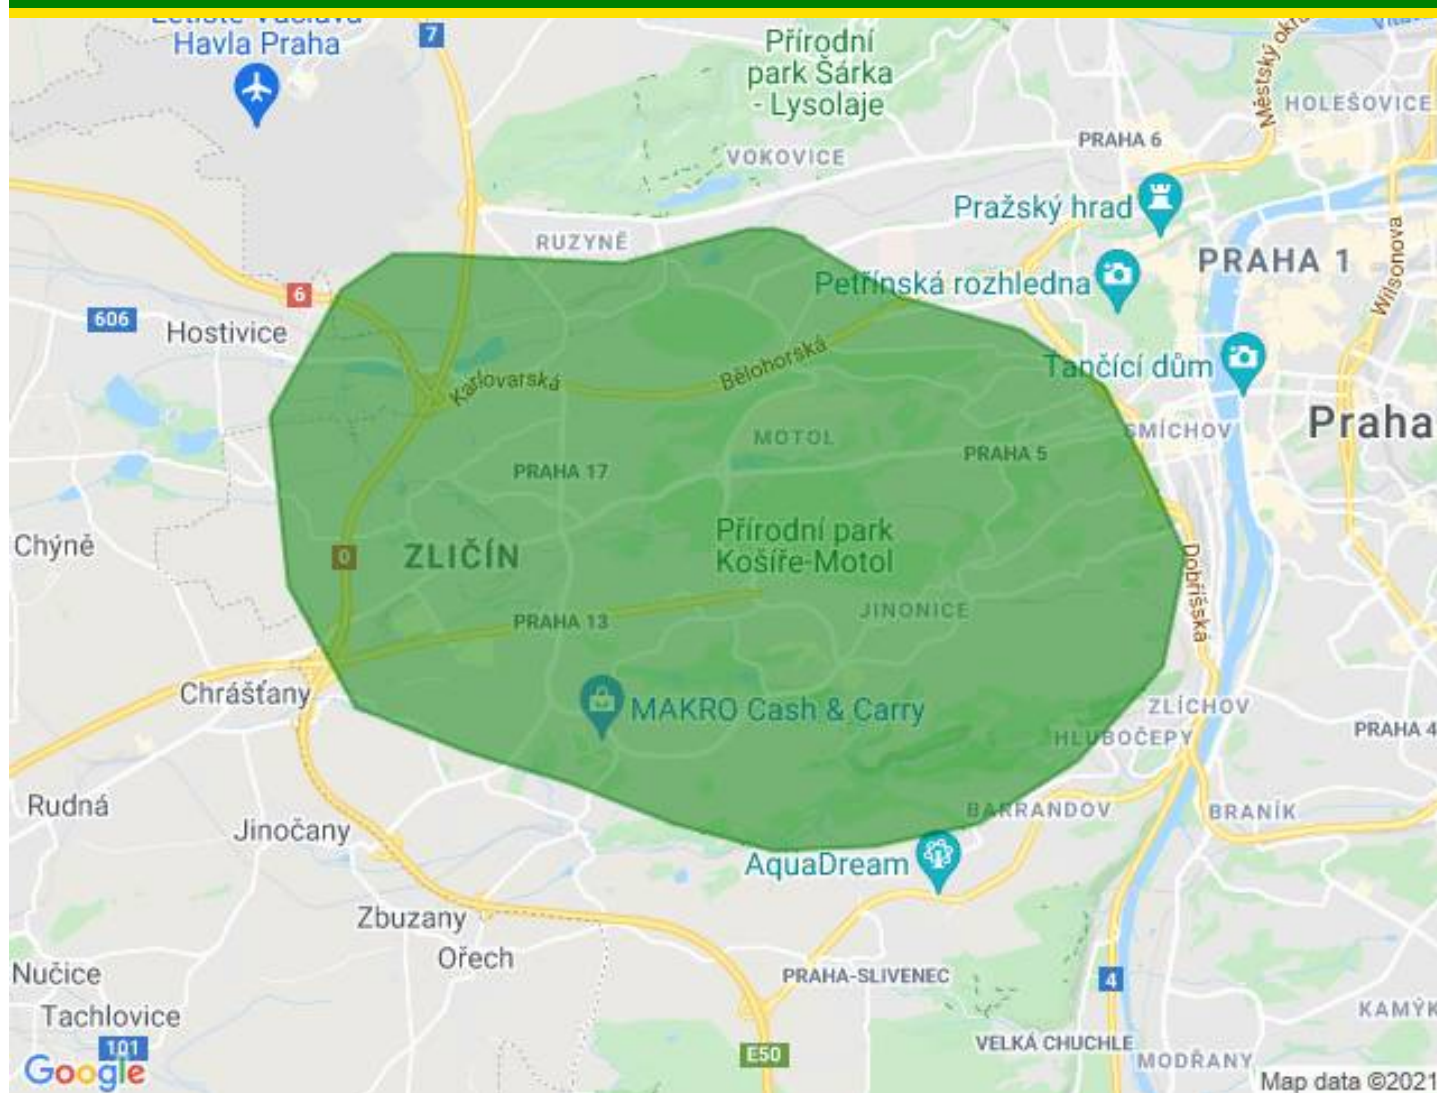 Letiště Václava
Havla Praha
7
Přírodní
park Šárka
- Lysolaje
Městský okru
HOLEŠOVICE
PRAHA 6
VOKOVICE
Pražský hrad
RUZYNĚ
PRAHA 1
Wilsonova
Petřínská rozhledna
6
606
Hostivice
Tančící dům
Karlovarská
Bělohorská
Praha
SMÍCHOV
MOTOL
PRAHA 5
PRAHA 17
Přírodní park
Košíře-Motol
Chýně
0
ZLIČÍN
Dobříšská
JINONICE
PRAHA 13
Chrášťany
MAKRO Cash & Carry
ZLÍCHOV
HLUBOČEPY
PRAHA 4
Rudná
BARRANDOV
BRANÍK
Jinočany
AquaDream
Zbuzany
Ořech
Nučice
PRAHA-SLIVENEC
4
Tachlovice
KAMÝK
101
E50
VELKÁ CHUCHLE
MODŘANY
Google
Map data ©2021